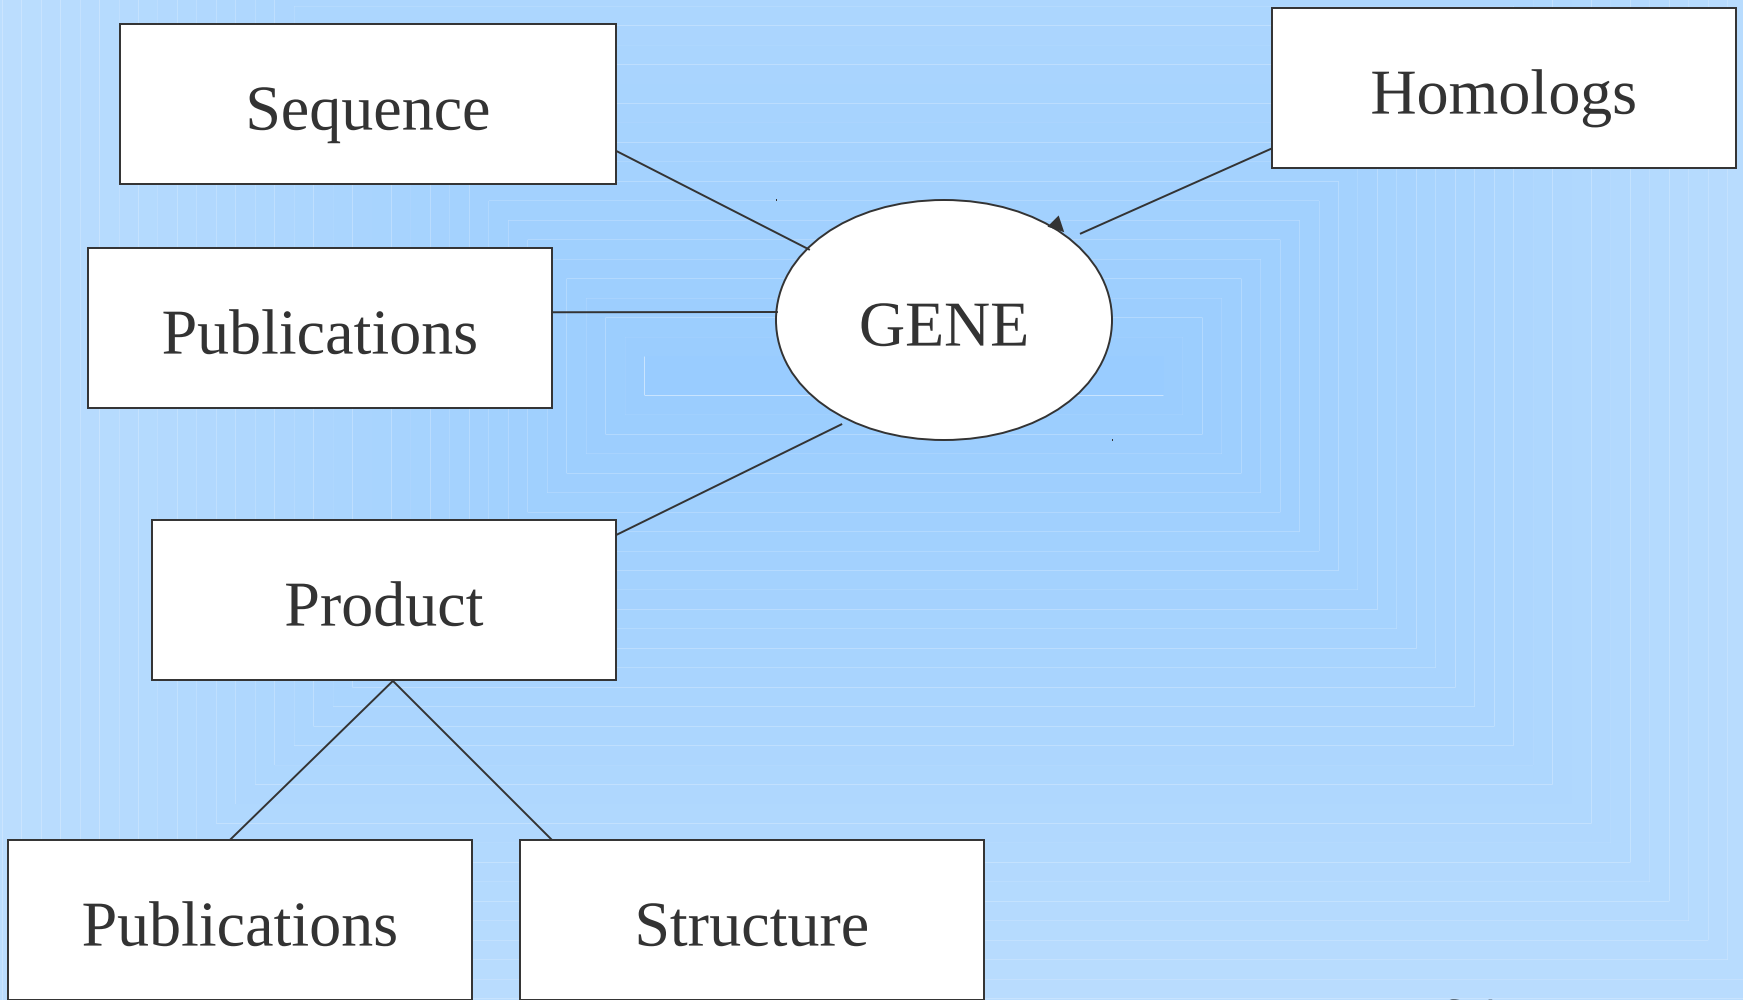 Sequence
Homologs
Publications
GENE
Product
Publications
Structure